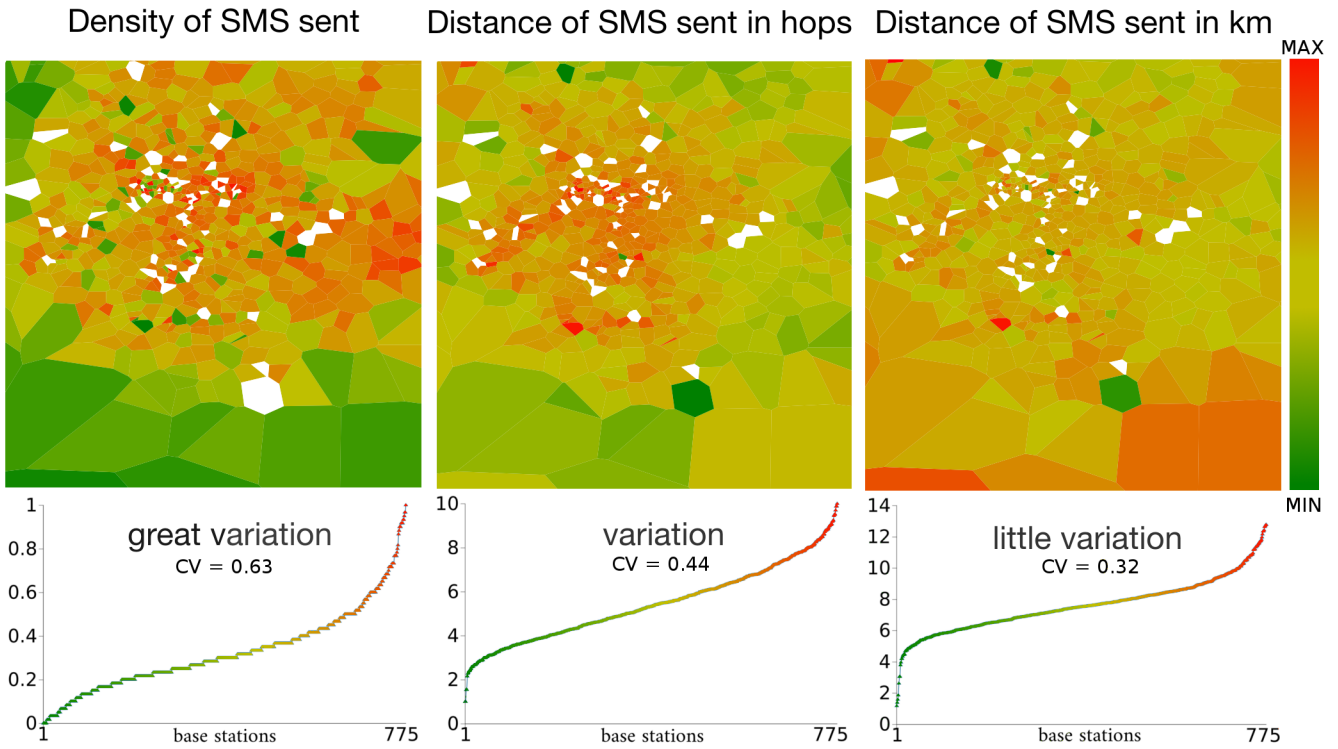 Density of SMS sent
Distance of SMS sent in hops
Distance of SMS sent in km
MAX
MIN
1
0.8
0.6
0.4
0.2
0
great variation
CV = 0.63
1
base stations
775
10
8
6
4
2
0
variation
CV = 0.44
1
base stations
775
14
12
10
8
6
4
2
0
little variation
CV = 0.32
1
base stations
775